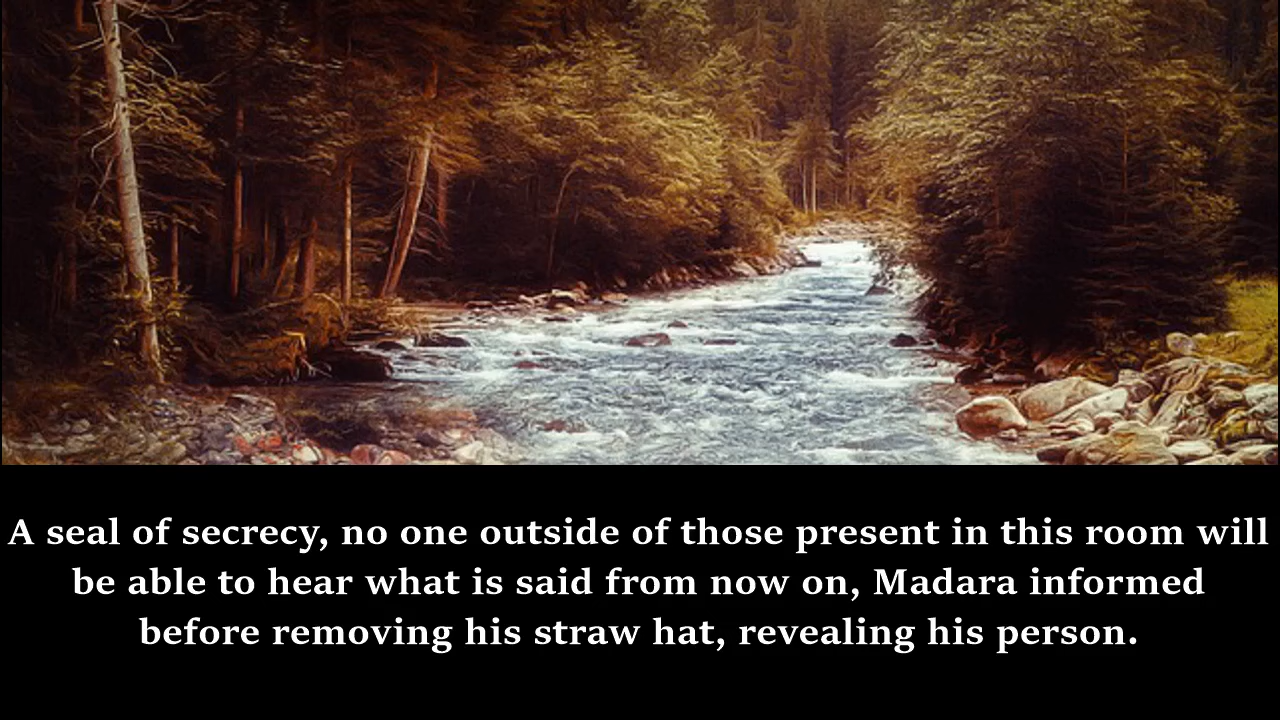 A seal of secrecy, no one outside of those present in this room will
be able to hear what is said from now on, Madara informed
before removing his straw hat, revealing his person.